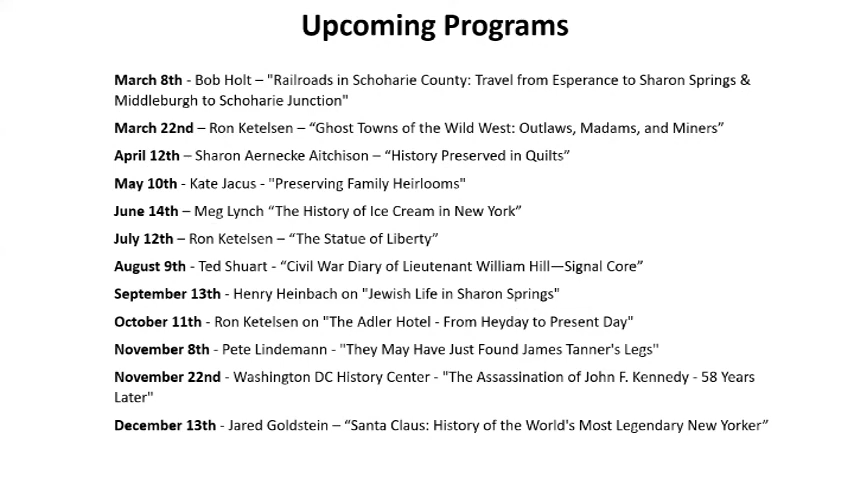 Upcoming Programs
March 8th - Bob Holt – "Railroads in Schoharie County: Travel from Esperance to Sharon Springs &
Middleburgh to Schoharie Junction"
March 22nd – Ron Ketelsen – “Ghost Towns of the Wild West: Outlaws, Madams, and Miners”
April 12th – Sharon Aernecke Aitchison – “History Preserved in Quilts”
May 10th - Kate Jacus - "Preserving Family Heirlooms"
June 14th – Meg Lynch “The History of Ice Cream in New York”
July 12th – Ron Ketelsen – “The Statue of Liberty”
August 9th - Ted Shuart - “Civil War Diary of Lieutenant William Hill—Signal Core”
September 13th - Henry Heinbach on "Jewish Life in Sharon Springs"
October 11th - Ron Ketelsen on "The Adler Hotel - From Heyday to Present Day"
November 8th - Pete Lindemann - "They May Have Just Found James Tanner's Legs"
November 22nd - Washington DC History Center - "The Assassination of John F. Kennedy - 58 Years
Later"
December 13th - Jared Goldstein – “Santa Claus: History of the World's Most Legendary New Yorker”